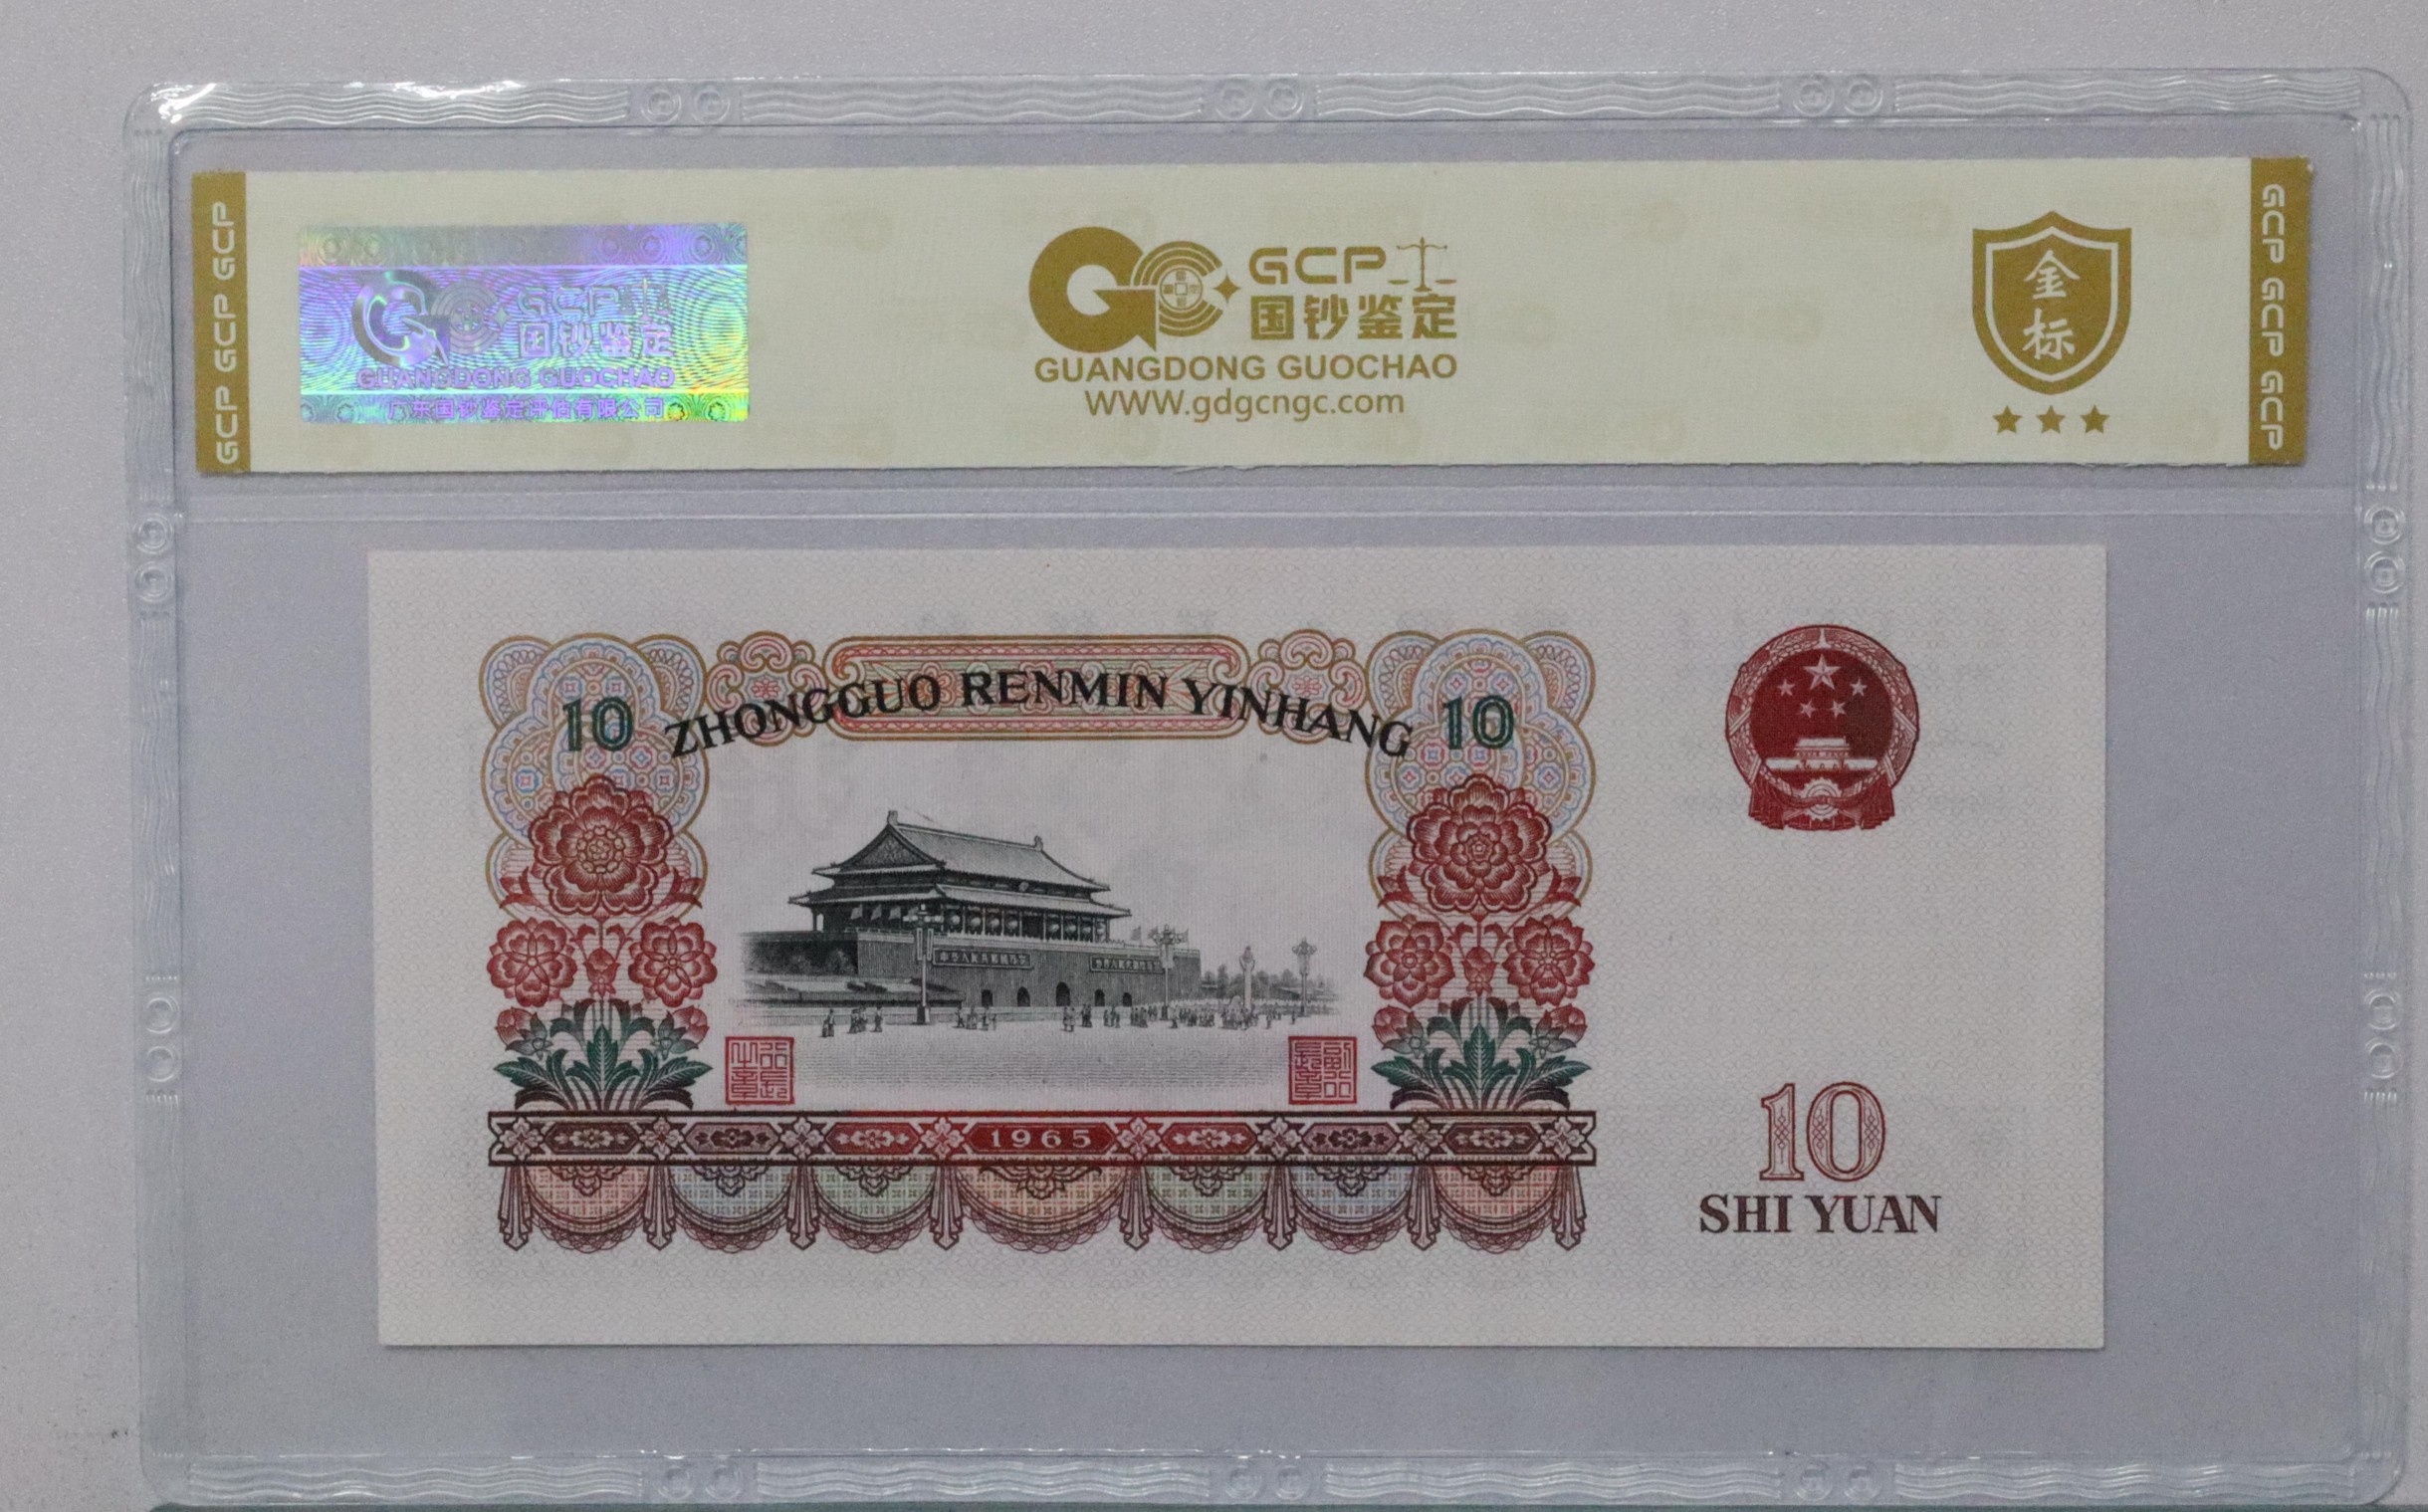 GCP GCP GCP
GCP
国钞鉴定
GUANGDONG GUOCHAO
广东国钞鉴定评估有限公司
GCP
国钞鉴定
GUANGDONG GUOCHAO
WWW.gdgcngc.com
金
标
GCP GCP GCP
ZHONGGUO RENMIN YINHANG
10
10
1965
10
SHI YUAN